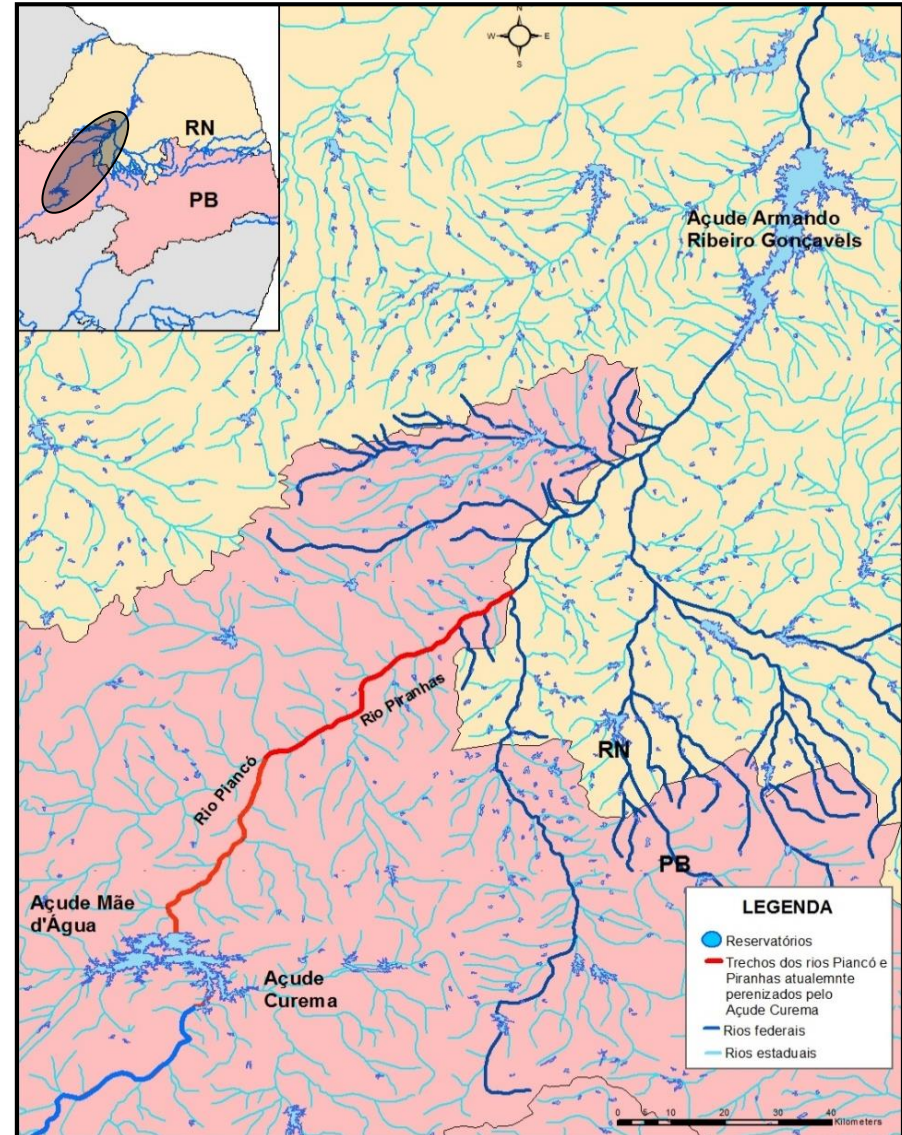 N
W E
S
RN
PB
Açude Armando
Ribeiro Gonçavels
Rio Piranhas
Rio Piancó
RN
PB
Açude Mãe
d'Água
Açude
Curema
LEGENDA
Reservatórios
Trechos dos rios Piancó e
Piranhas atualemnte
perenizados pelo
Açude Curema
Rios federais
Rios estaduais
0 5 10 20 30 40
Kilometers